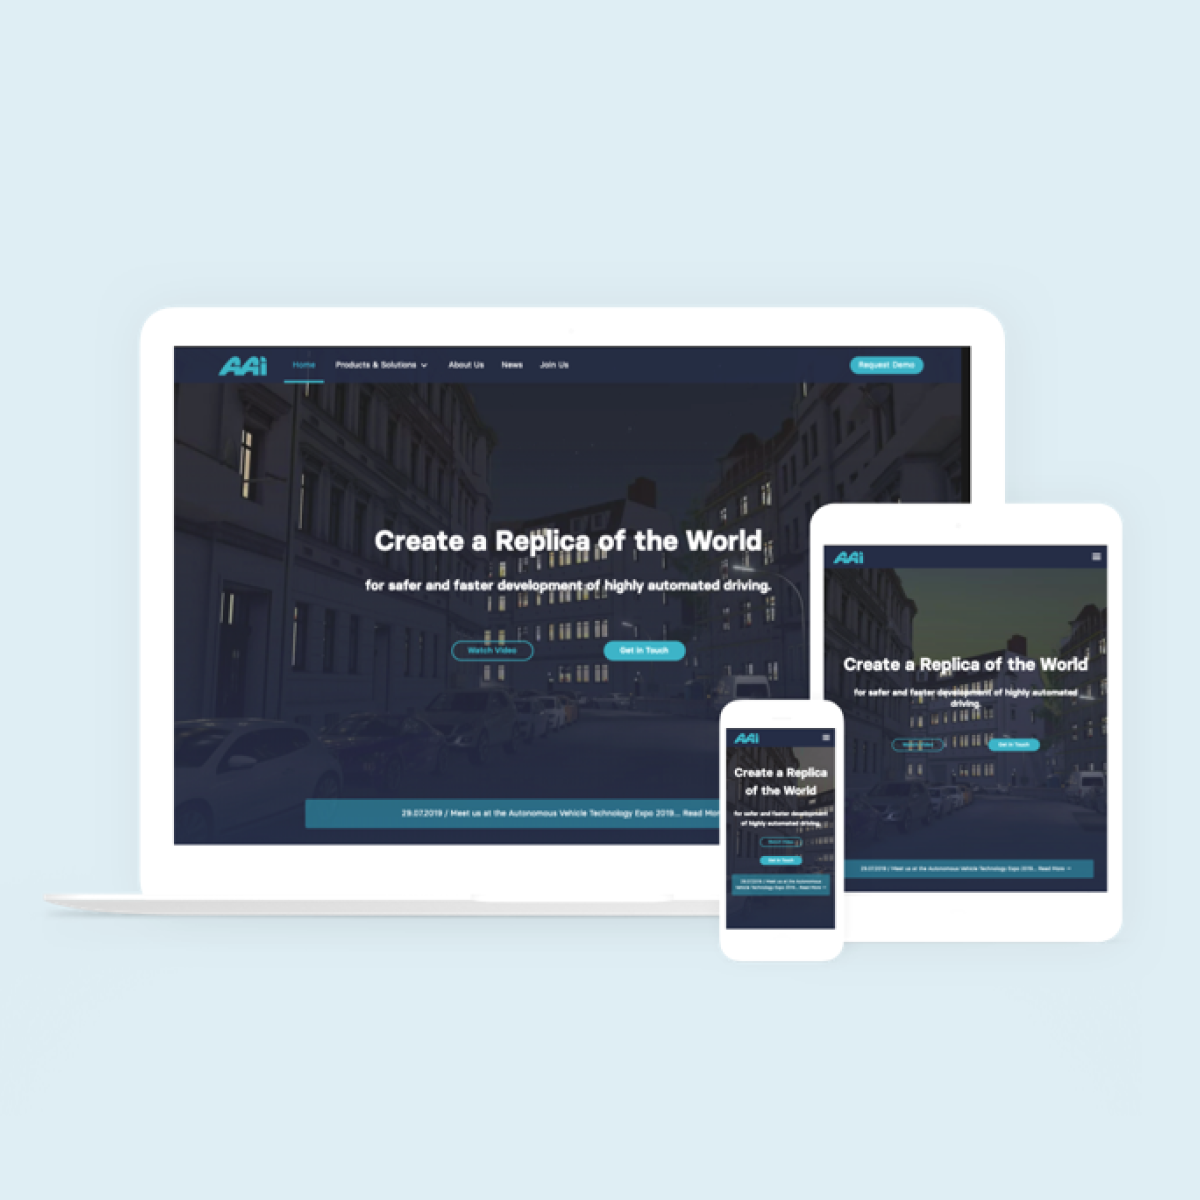 AAi Home Products & Solutions About Us News Join Us Request Demo
Create a Replica of the World
for safer and faster development of highly automated driving.
Watch Video Get in Touch
29.07.2019 / Meet us at the Autonomous Vehicle Technology Expo 2019... Read Mor
AAi
Create a Replica of the World
for safer and faster development of highly automated
driving.
Watch Video Get in Touch
29.07.2019 / Meet us at the Autonomous Vehicle Technology Expo 2019... Read More →
AAi
Create a Replica
of the World
for safer and faster development
of highly automated driving.
Watch Video
Get in Touch
29.07.2019 / Meet us at the Autonomous
Vehicle Technology Expo 2019... Read More →